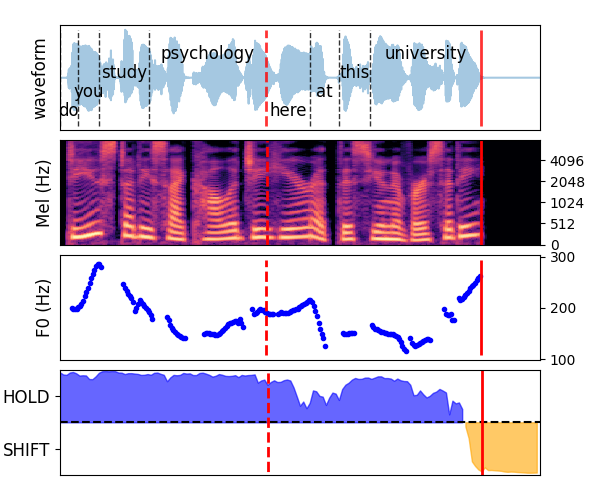 waveform
do you study psychology here at this university
Mel (Hz)
4096
2048
1024
512
0
F0 (Hz)
300
200
100
HOLD
SHIFT